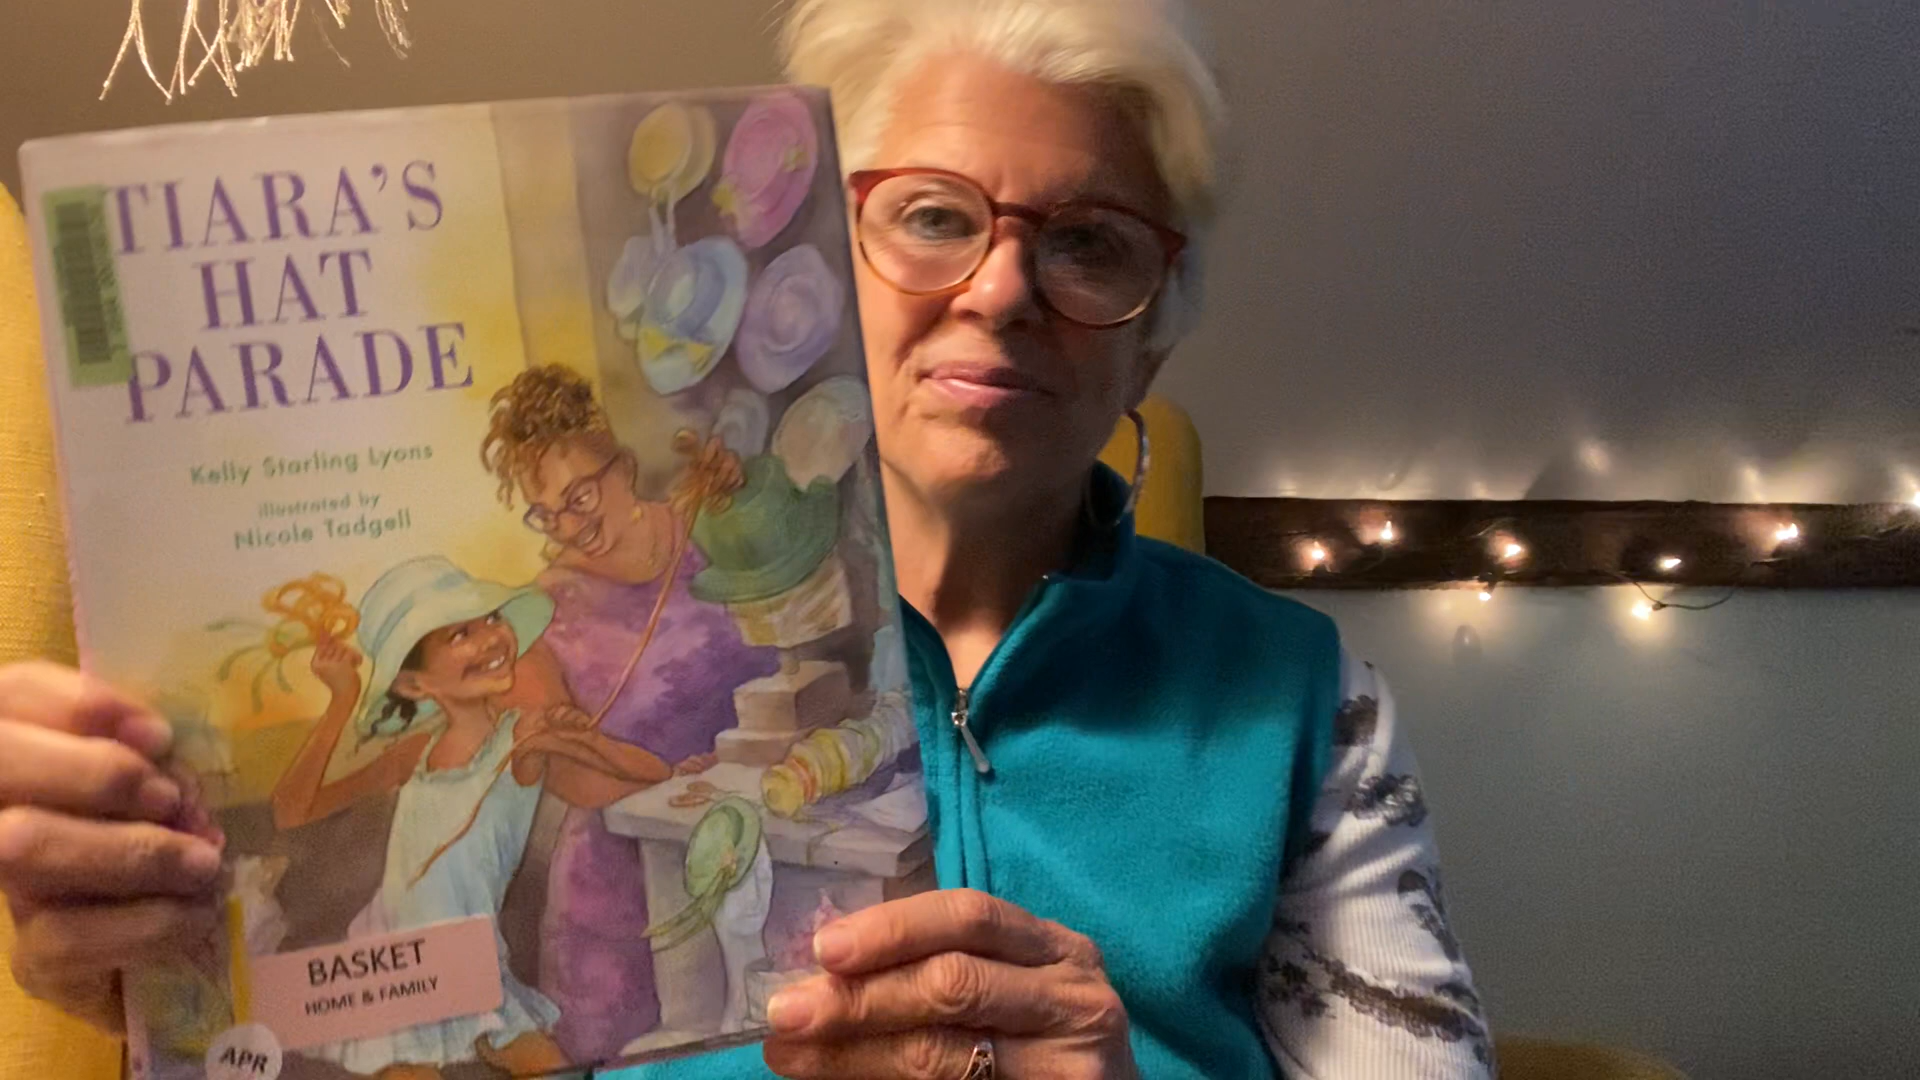 TIARA'S
HAT
PARADE
Kelly Starling Lyons
illustrated by
Nicole Tadgell
BASKET
HOME & FAMILY
APR